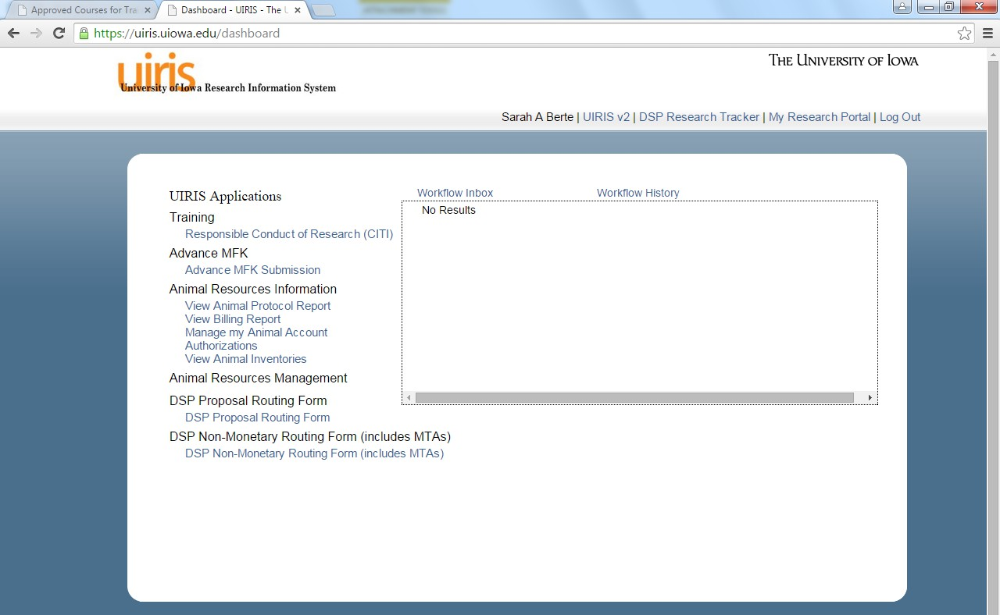 Approved Courses for Tra
Dashboard - UIRIS - The U
https://uiris.uiowa.edu/dashboard
uiris
University of Iowa Research Information System
THE UNIVERSITY OF IOWA
Sarah A Berte | UIRIS v2 | DSP Research Tracker | My Research Portal | Log Out
UIRIS Applications
Training
Responsible Conduct of Research (CITI)
Advance MFK
Advance MFK Submission
Animal Resources Information
View Animal Protocol Report
View Billing Report
Manage my Animal Account
Authorizations
View Animal Inventories
Animal Resources Management
DSP Proposal Routing Form
DSP Proposal Routing Form
DSP Non-Monetary Routing Form (includes MTAs)
DSP Non-Monetary Routing Form (includes MTAs)
Workflow Inbox
Workflow History
No Results